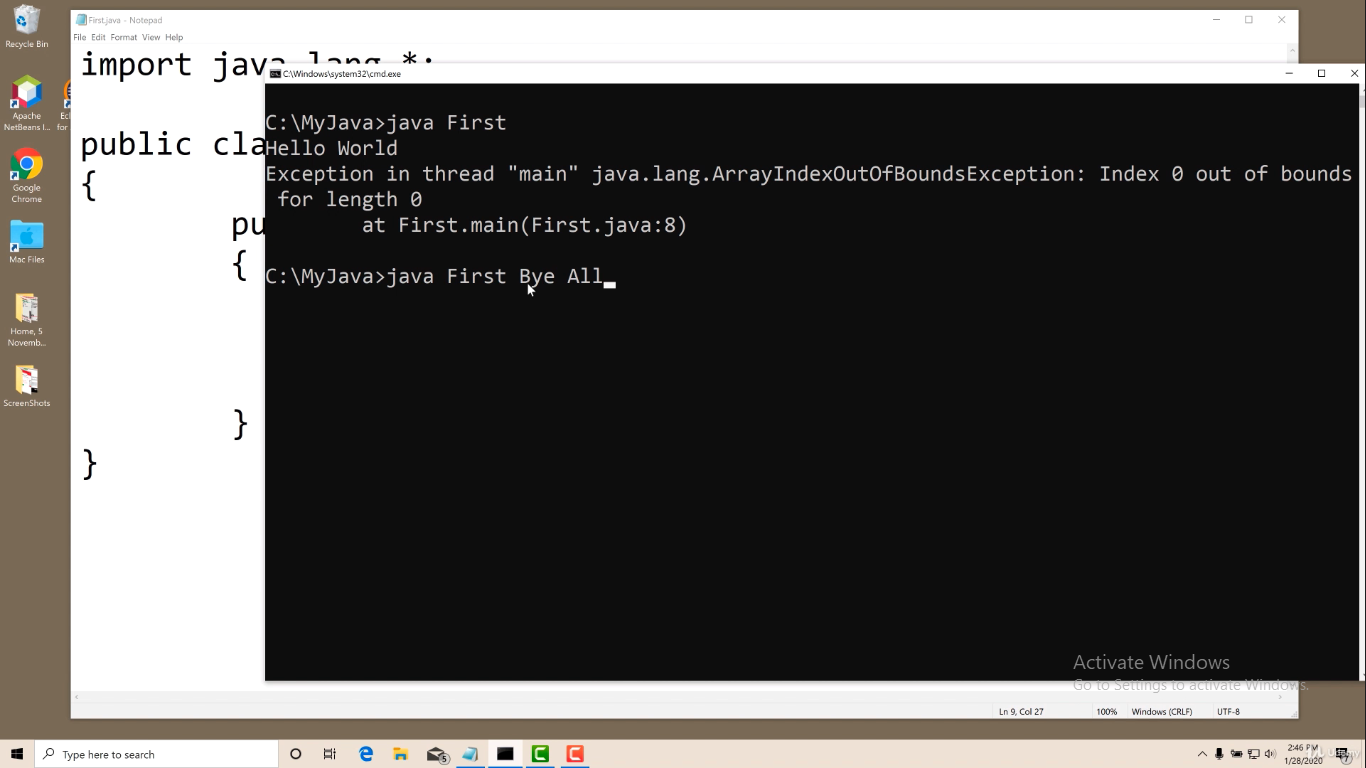 Recycle Bin
Apache
NetBeans I...
Ecl
for
Google
Chrome
Mac Files
Home, 5
Novemb...
ScreenShots
First.java - Notepad
File Edit Format View Help
import java.lang.*;
public cla
{
pu
{
}
}
C:\Windows\system32\cmd.exe
C:\MyJava>java First
Hello World
Exception in thread "main" java.lang.ArrayIndexOutOfBoundsException: Index 0 out of bounds
for length 0
at First.main(First.java:8)
C:\MyJava>java First Bye All
Activate Windows
Go to Settings to activate Windows.
Ln 9, Col 27 100% Windows (CRLF) UTF-8
Type here to search
5
2:46 PM
1/28/2020
7